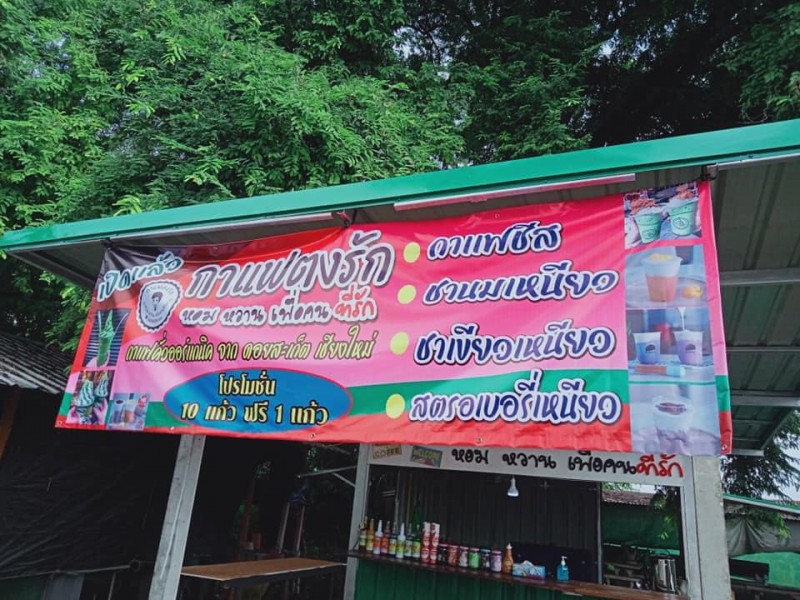 เปิดแล้ว
กาแฟตงรัก
หอม หวาน เพื่อคน ที่รัก
กาแฟคั่วออร์แกนิค จาก ดอยสะเก็ด เชียงใหม่
โปรโมชั่น
10 แก้ว ฟรี 1 แก้ว
กาแฟชีส
ชานมเหนียว
ชาเขียวเหนียว
สตรอเบอรี่เหนียว
หอม หวาน เพื่อคนที่รัก